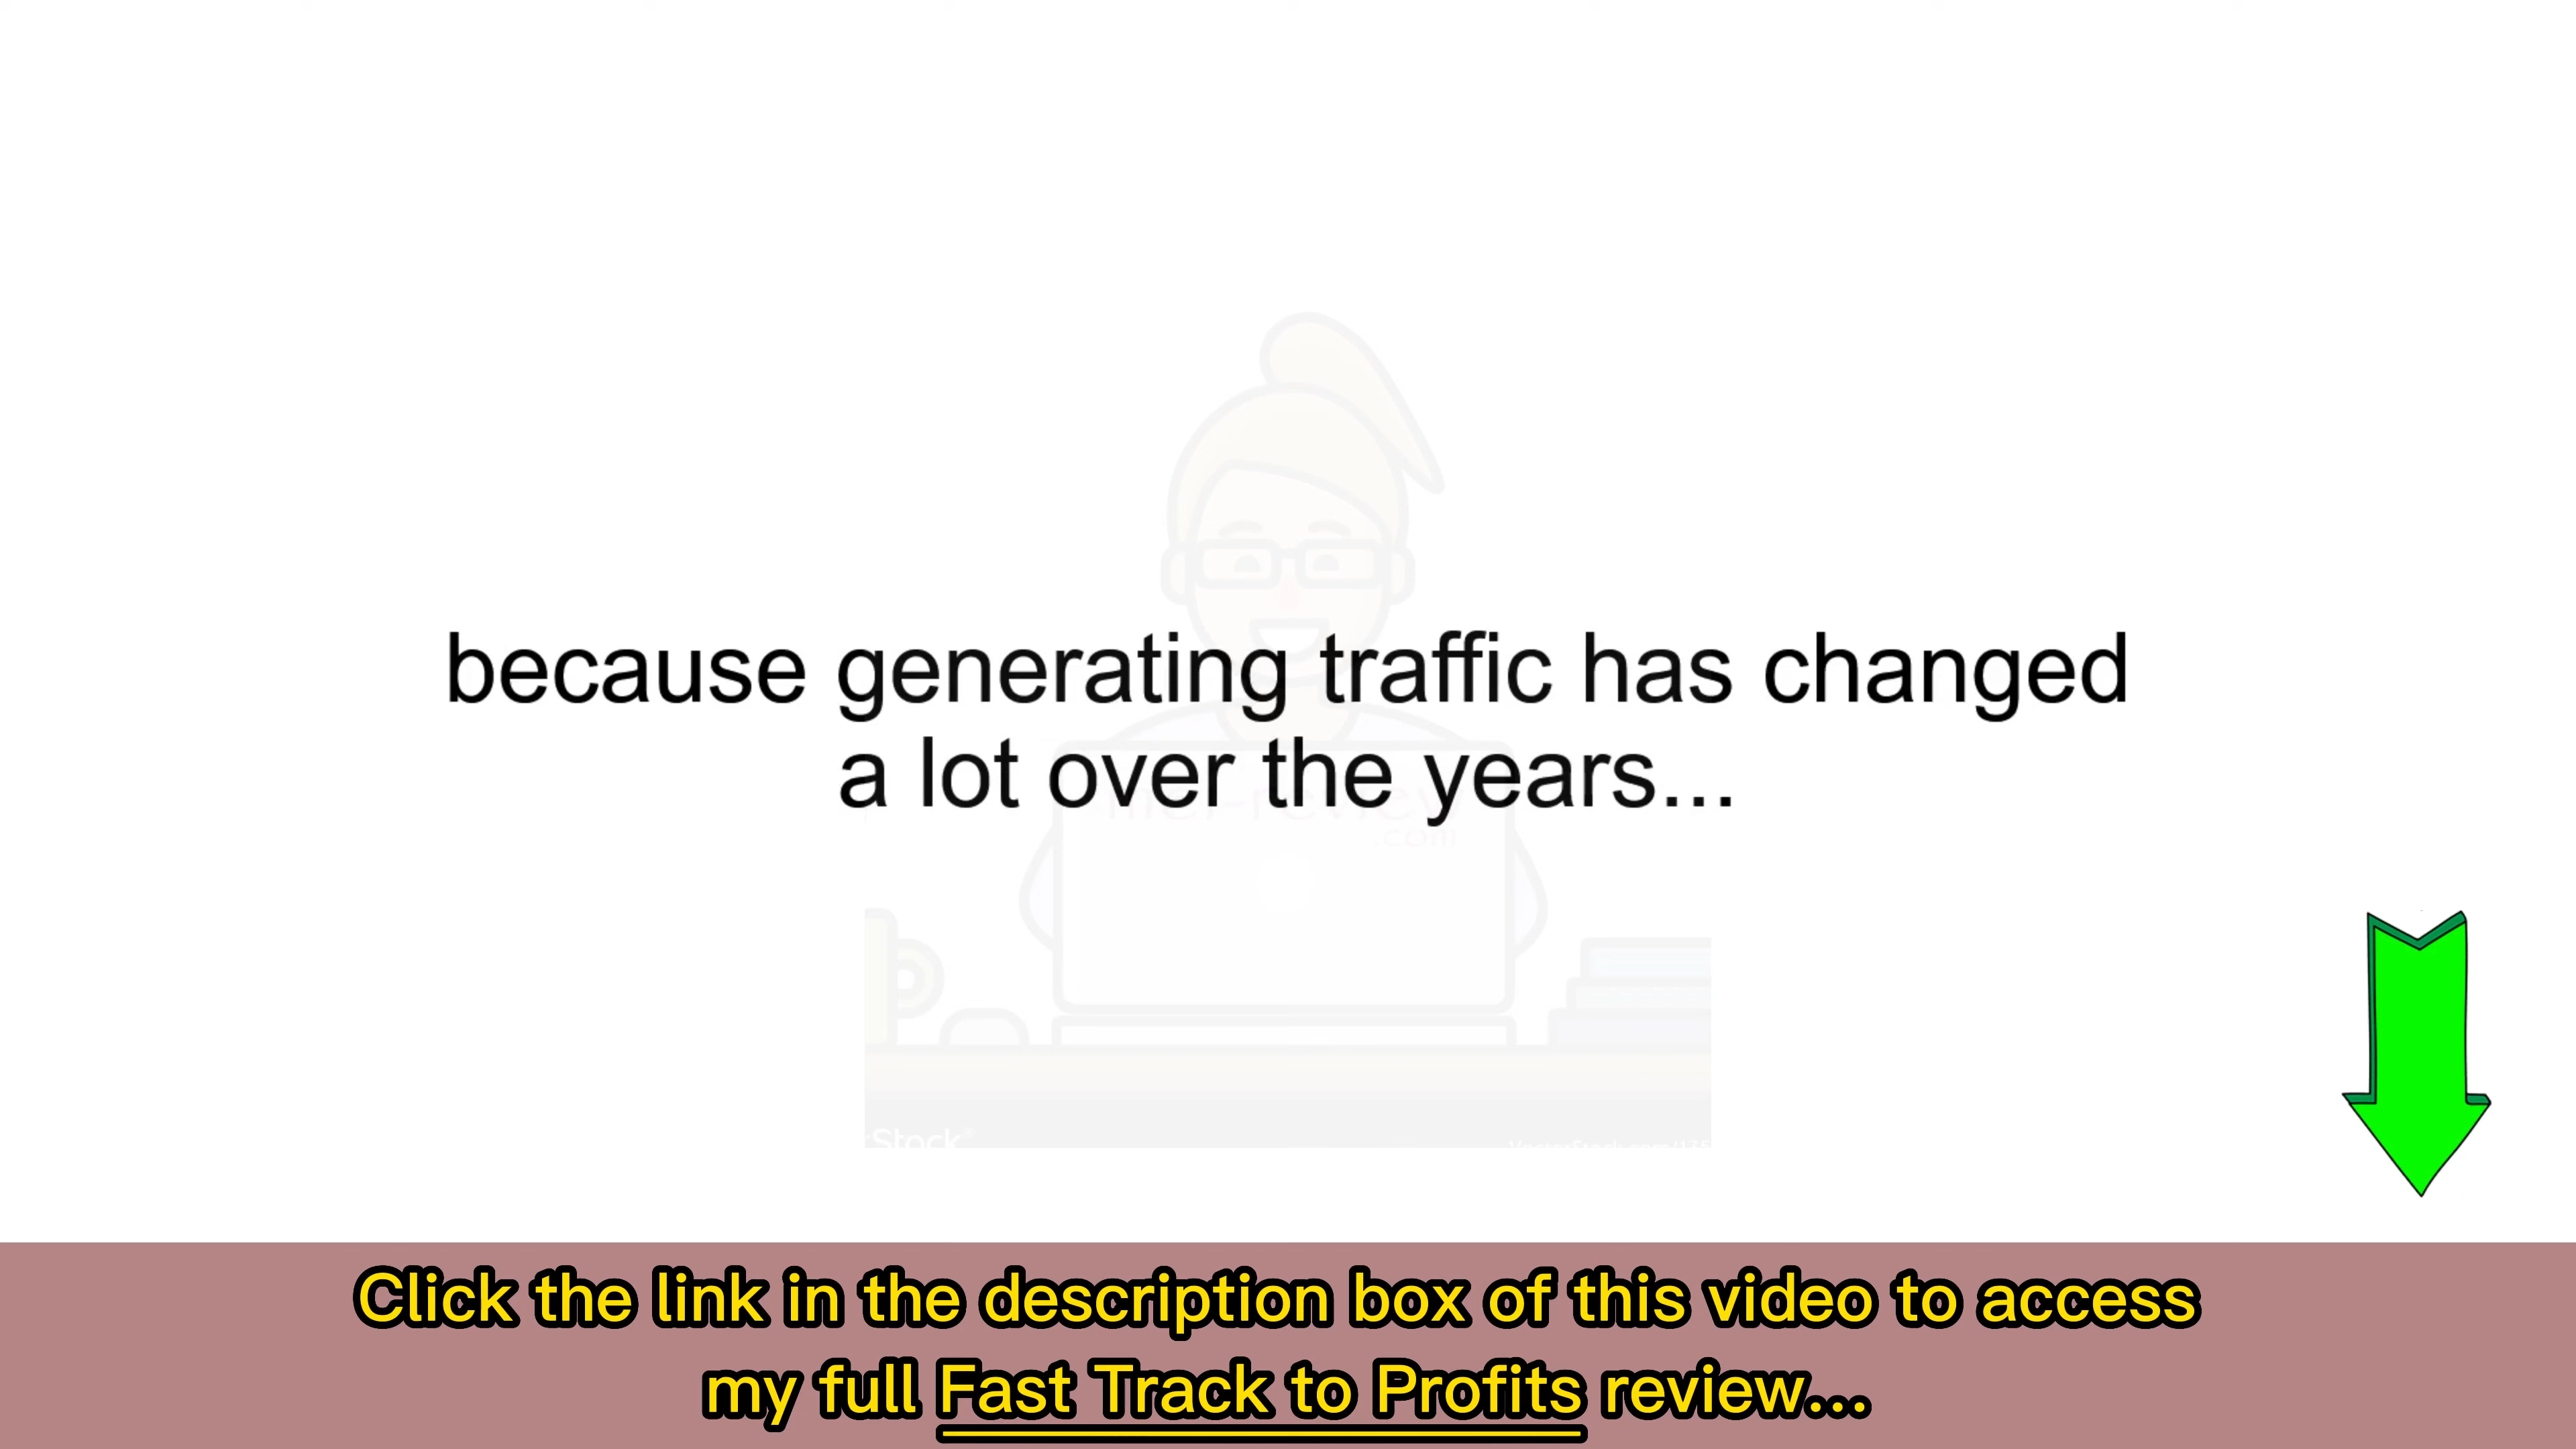 because generating traffic has changed
a lot over the years...
.com
Click the link in the description box of this video to access
my full Fast Track to Profits review...